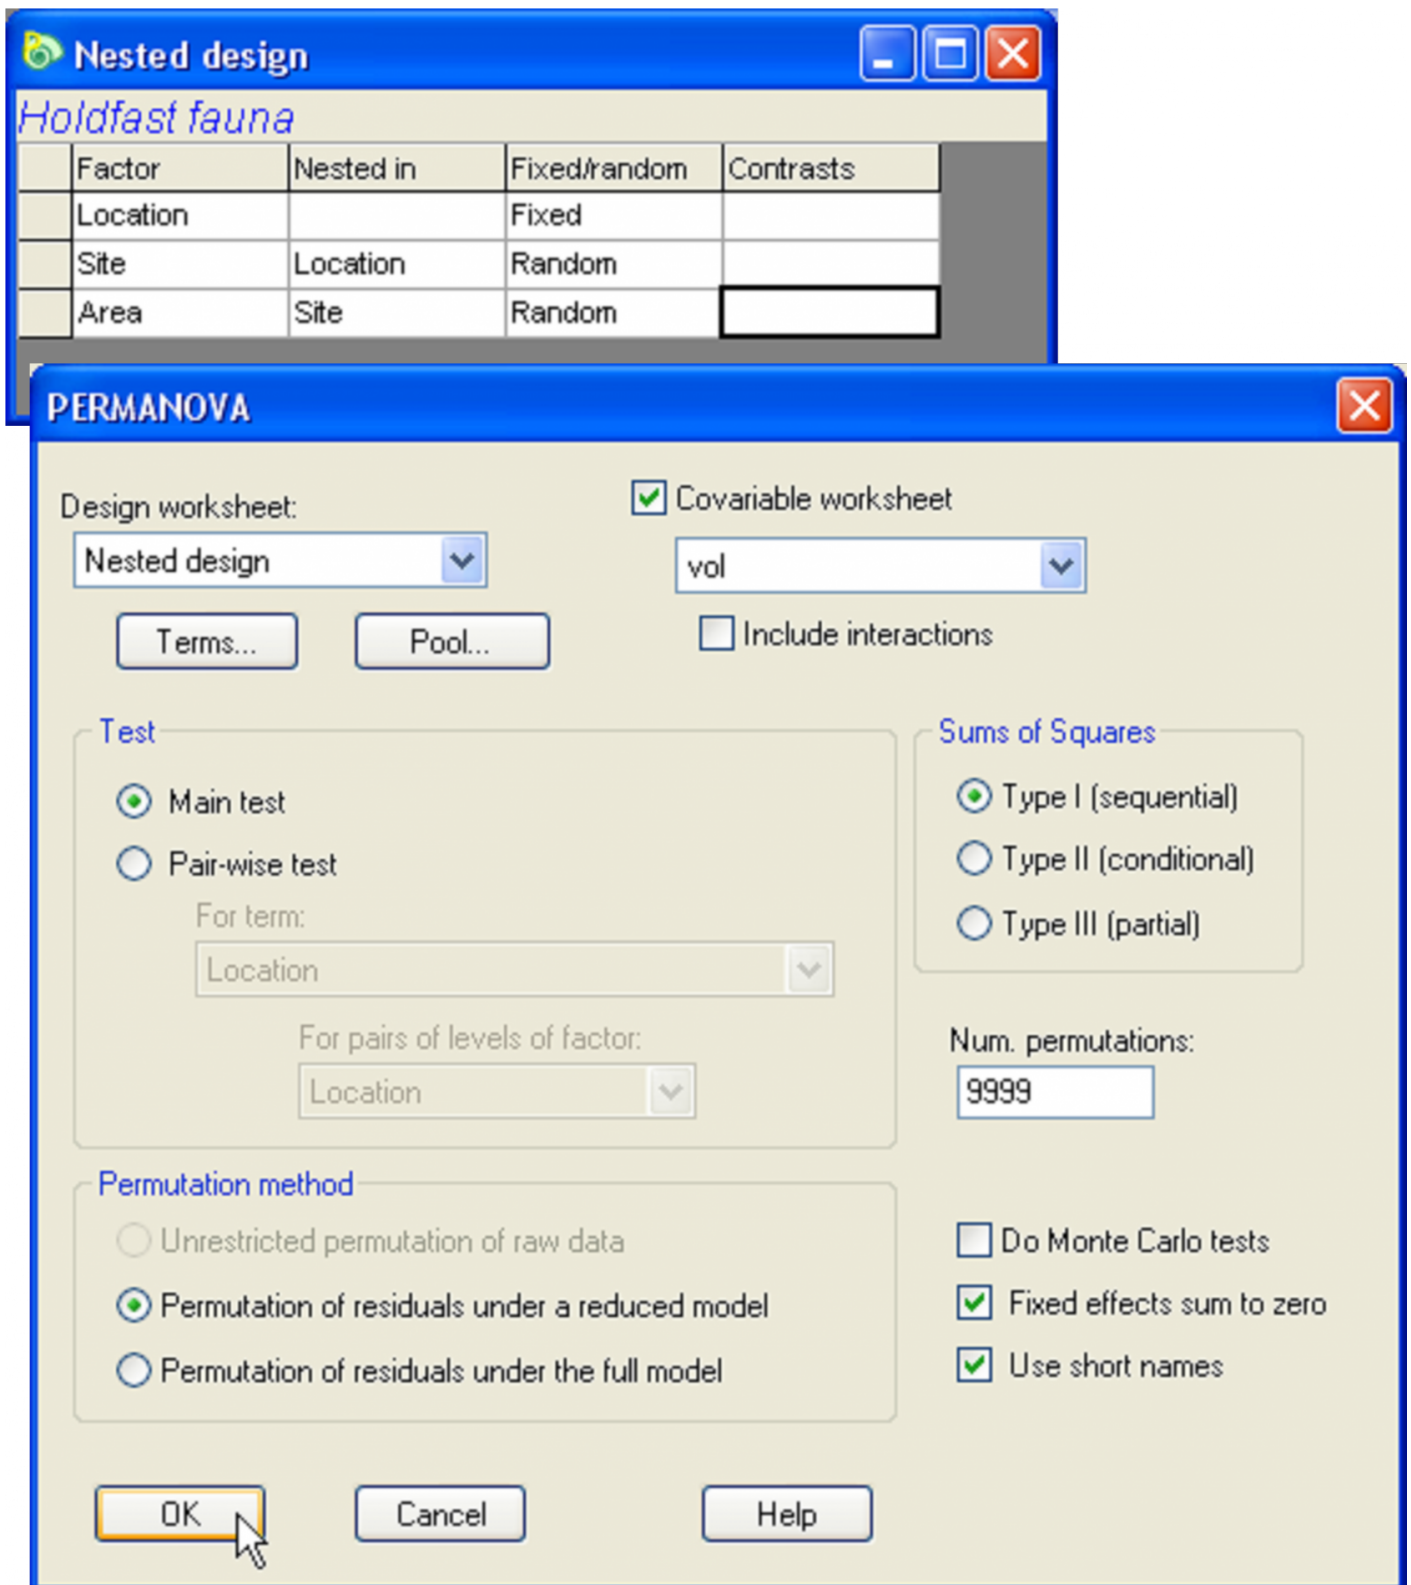 Nested design
Holdfast fauna
Factor Nested in Fixed/random Contrasts
Location Fixed
Site Location Random
Area Site Random
PERMANOVA
Design worksheet:
Covariable worksheet
Nested design
vol
Terms...
Pool...
Include interactions
Test
Main test
Pair-wise test
For term:
Location
For pairs of levels of factor:
Location
Sums of Squares
Type I (sequential)
Type II (conditional)
Type III (partial)
Num. permutations:
9999
Permutation method
Unrestricted permutation of raw data
Permutation of residuals under a reduced model
Permutation of residuals under the full model
Do Monte Carlo tests
Fixed effects sum to zero
Use short names
OK
Cancel
Help